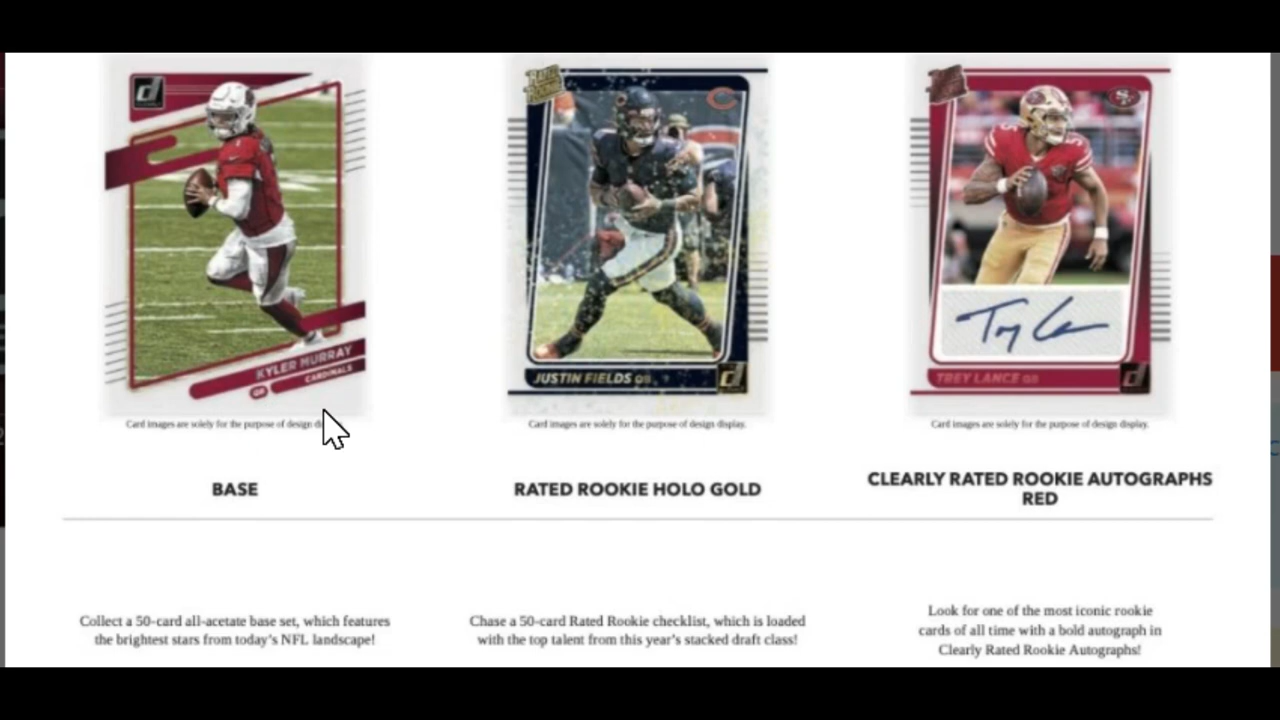 KYLER MURRAY
QB CARDINALS
RATED ROOKIE
JUSTIN FIELDS QB
TREY LANCE QB
Card images are solely for the purpose of design
Card images are solely for the purpose of design display.
Card images are solely for the purpose of design display.
BASE
RATED ROOKIE HOLO GOLD
CLEARLY RATED ROOKIE AUTOGRAPHS
RED
Collect a 50-card all-acetate base set, which features
the brightest stars from today’s NFL landscape!
Chase a 50-card Rated Rookie checklist, which is loaded
with the top talent from this year’s stacked draft class!
Look for one of the most iconic rookie
cards of all time with a bold autograph in
Clearly Rated Rookie Autographs!